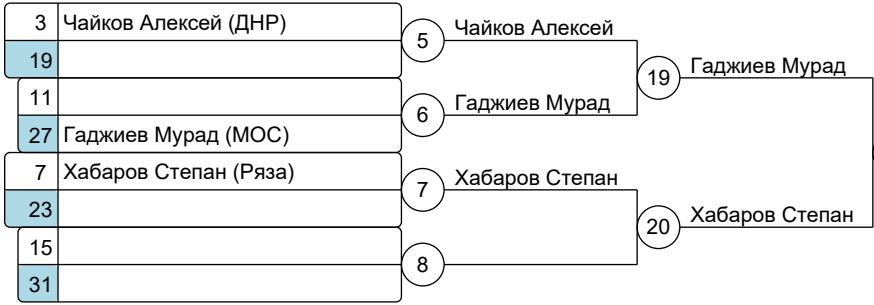 3 Чайков Алексей (ДНР)
19
5
Чайков Алексей
11
27 Гаджиев Мурад (МОС)
6
Гаджиев Мурад
19
Гаджиев Мурад
7 Хабаров Степан (Ряза)
23
7
Хабаров Степан
15
31
8
20
Хабаров Степан